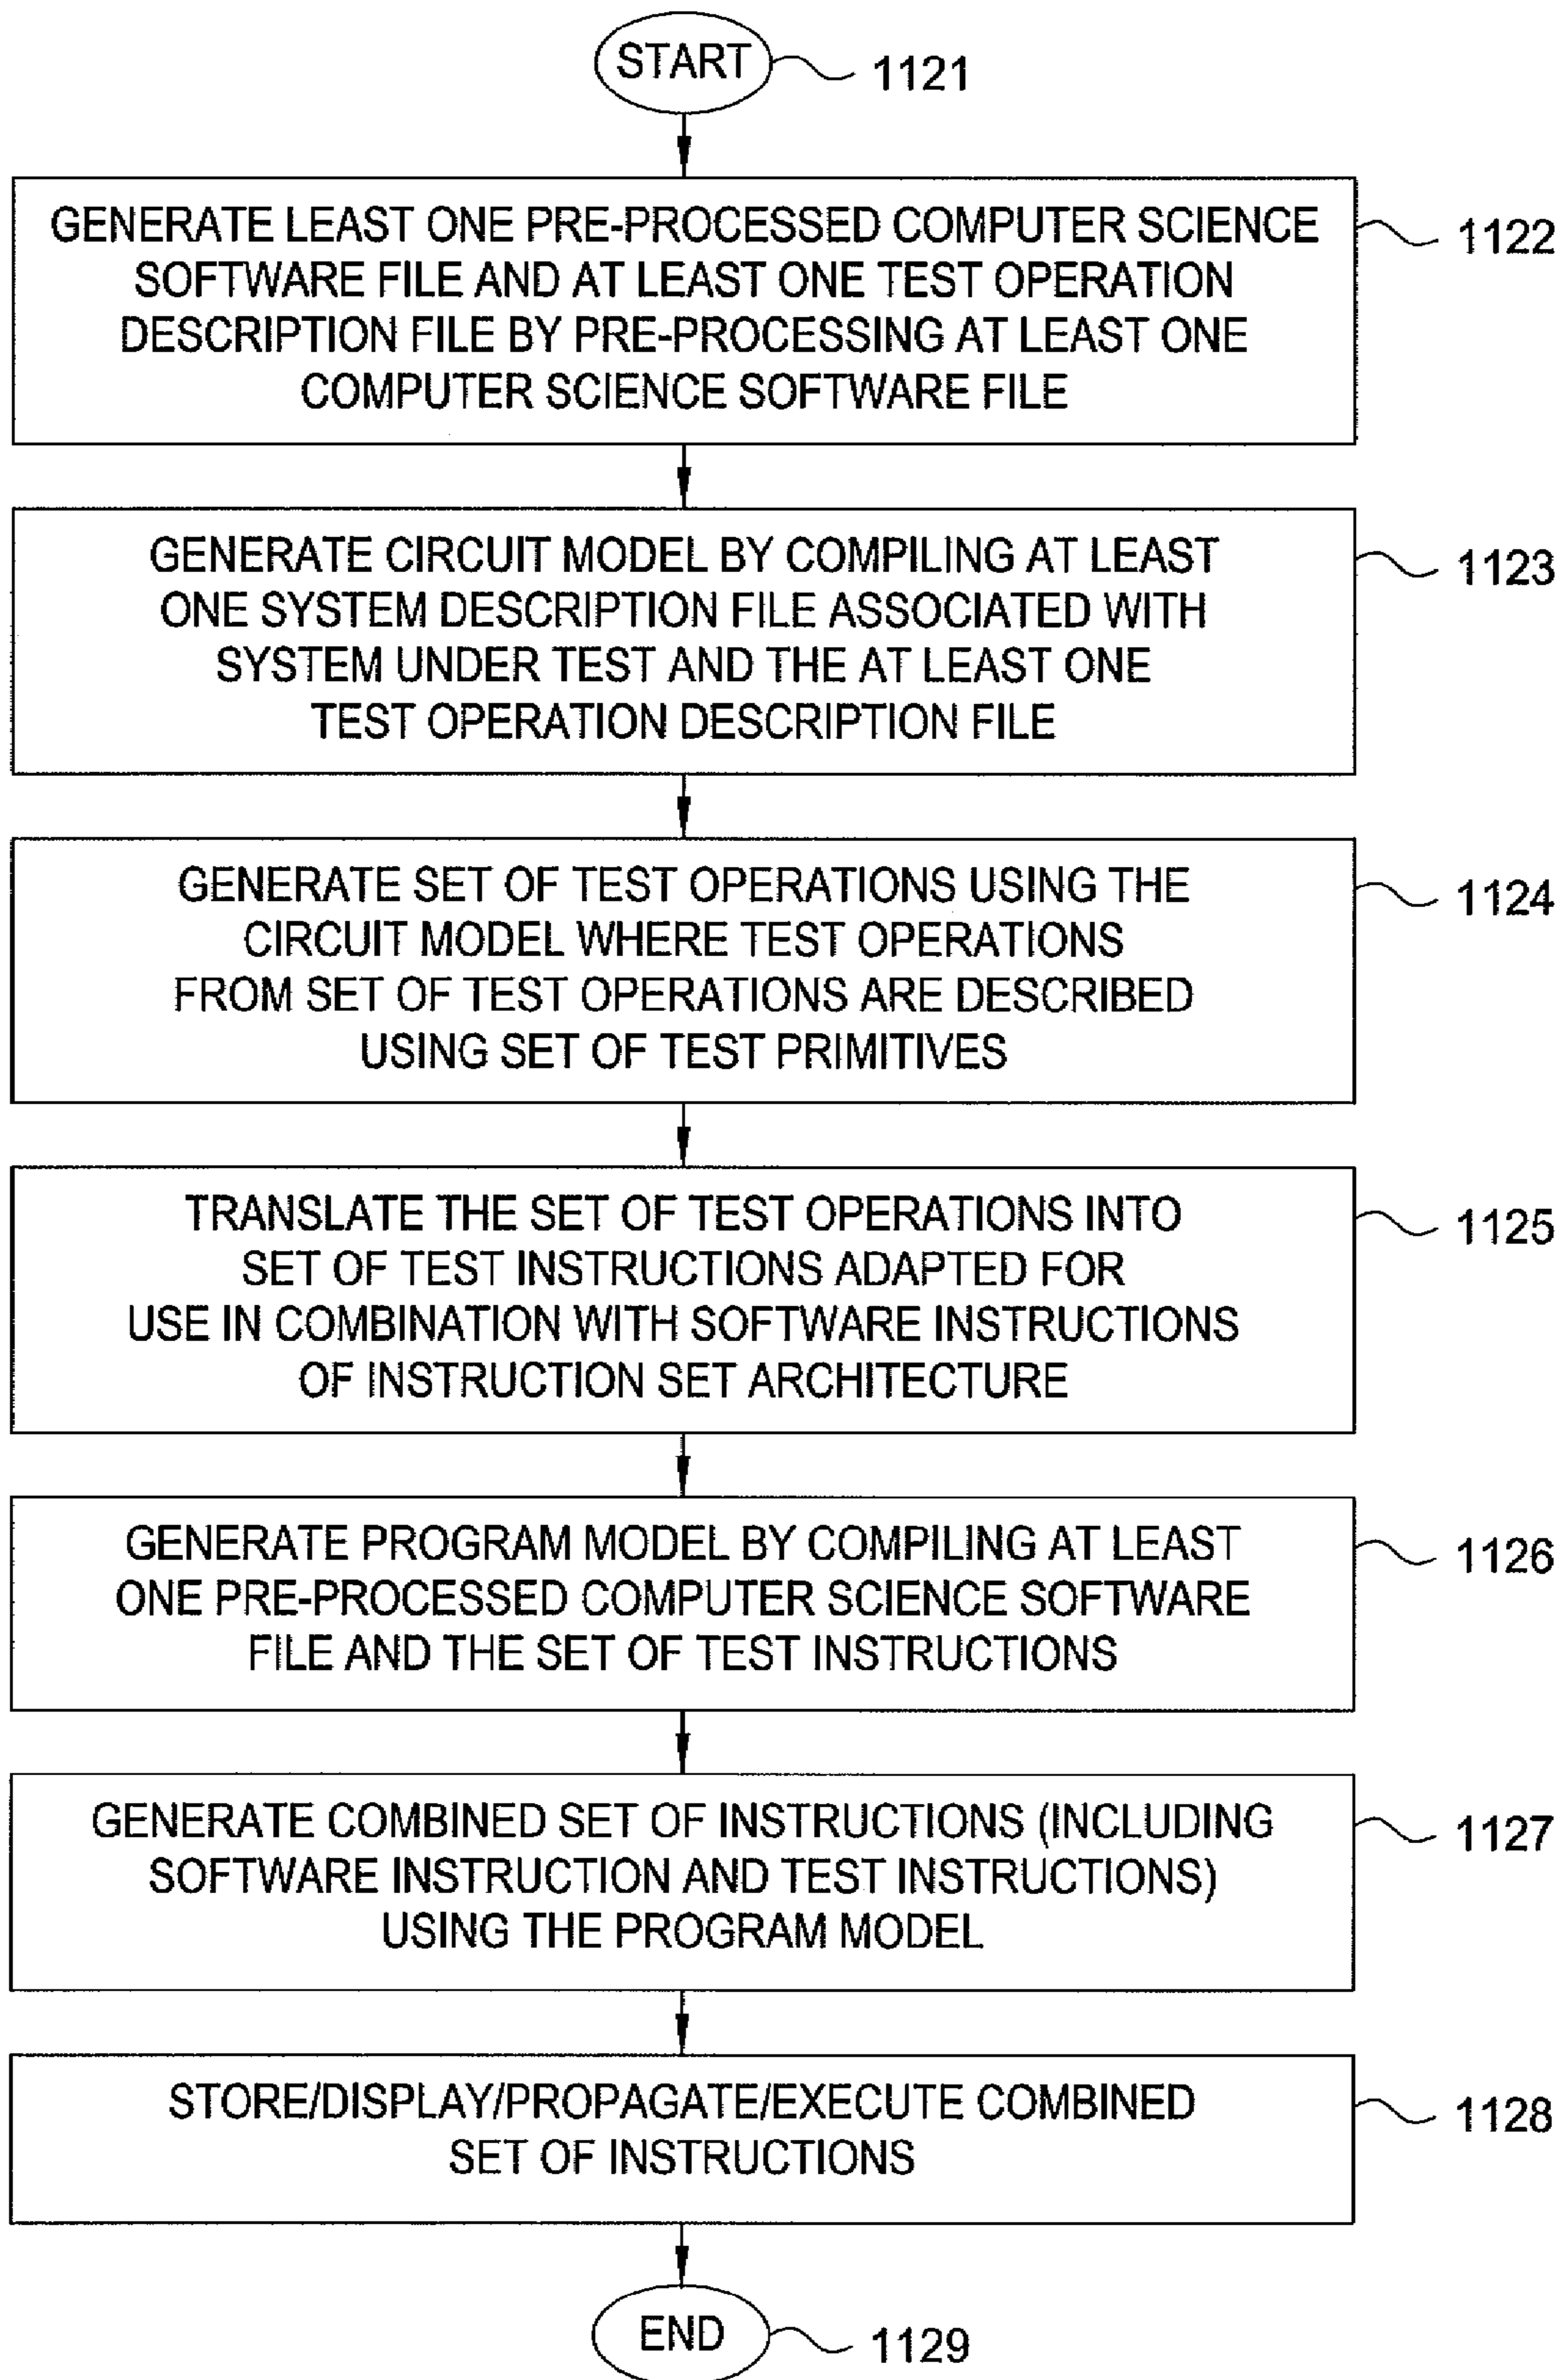 START
1121
GENERATE LEAST ONE PRE-PROCESSED COMPUTER SCIENCE
SOFTWARE FILE AND AT LEAST ONE TEST OPERATION
DESCRIPTION FILE BY PRE-PROCESSING AT LEAST ONE
COMPUTER SCIENCE SOFTWARE FILE
1122
GENERATE CIRCUIT MODEL BY COMPILING AT LEAST
ONE SYSTEM DESCRIPTION FILE ASSOCIATED WITH
SYSTEM UNDER TEST AND THE AT LEAST ONE
TEST OPERATION DESCRIPTION FILE
1123
GENERATE SET OF TEST OPERATIONS USING THE
CIRCUIT MODEL WHERE TEST OPERATIONS
FROM SET OF TEST OPERATIONS ARE DESCRIBED
USING SET OF TEST PRIMITIVES
1124
TRANSLATE THE SET OF TEST OPERATIONS INTO
SET OF TEST INSTRUCTIONS ADAPTED FOR
USE IN COMBINATION WITH SOFTWARE INSTRUCTIONS
OF INSTRUCTION SET ARCHITECTURE
1125
GENERATE PROGRAM MODEL BY COMPILING AT LEAST
ONE PRE-PROCESSED COMPUTER SCIENCE SOFTWARE
FILE AND THE SET OF TEST INSTRUCTIONS
1126
GENERATE COMBINED SET OF INSTRUCTIONS (INCLUDING
SOFTWARE INSTRUCTION AND TEST INSTRUCTIONS)
USING THE PROGRAM MODEL
1127
STORE/DISPLAY/PROPAGATE/EXECUTE COMBINED
SET OF INSTRUCTIONS
1128
END
1129